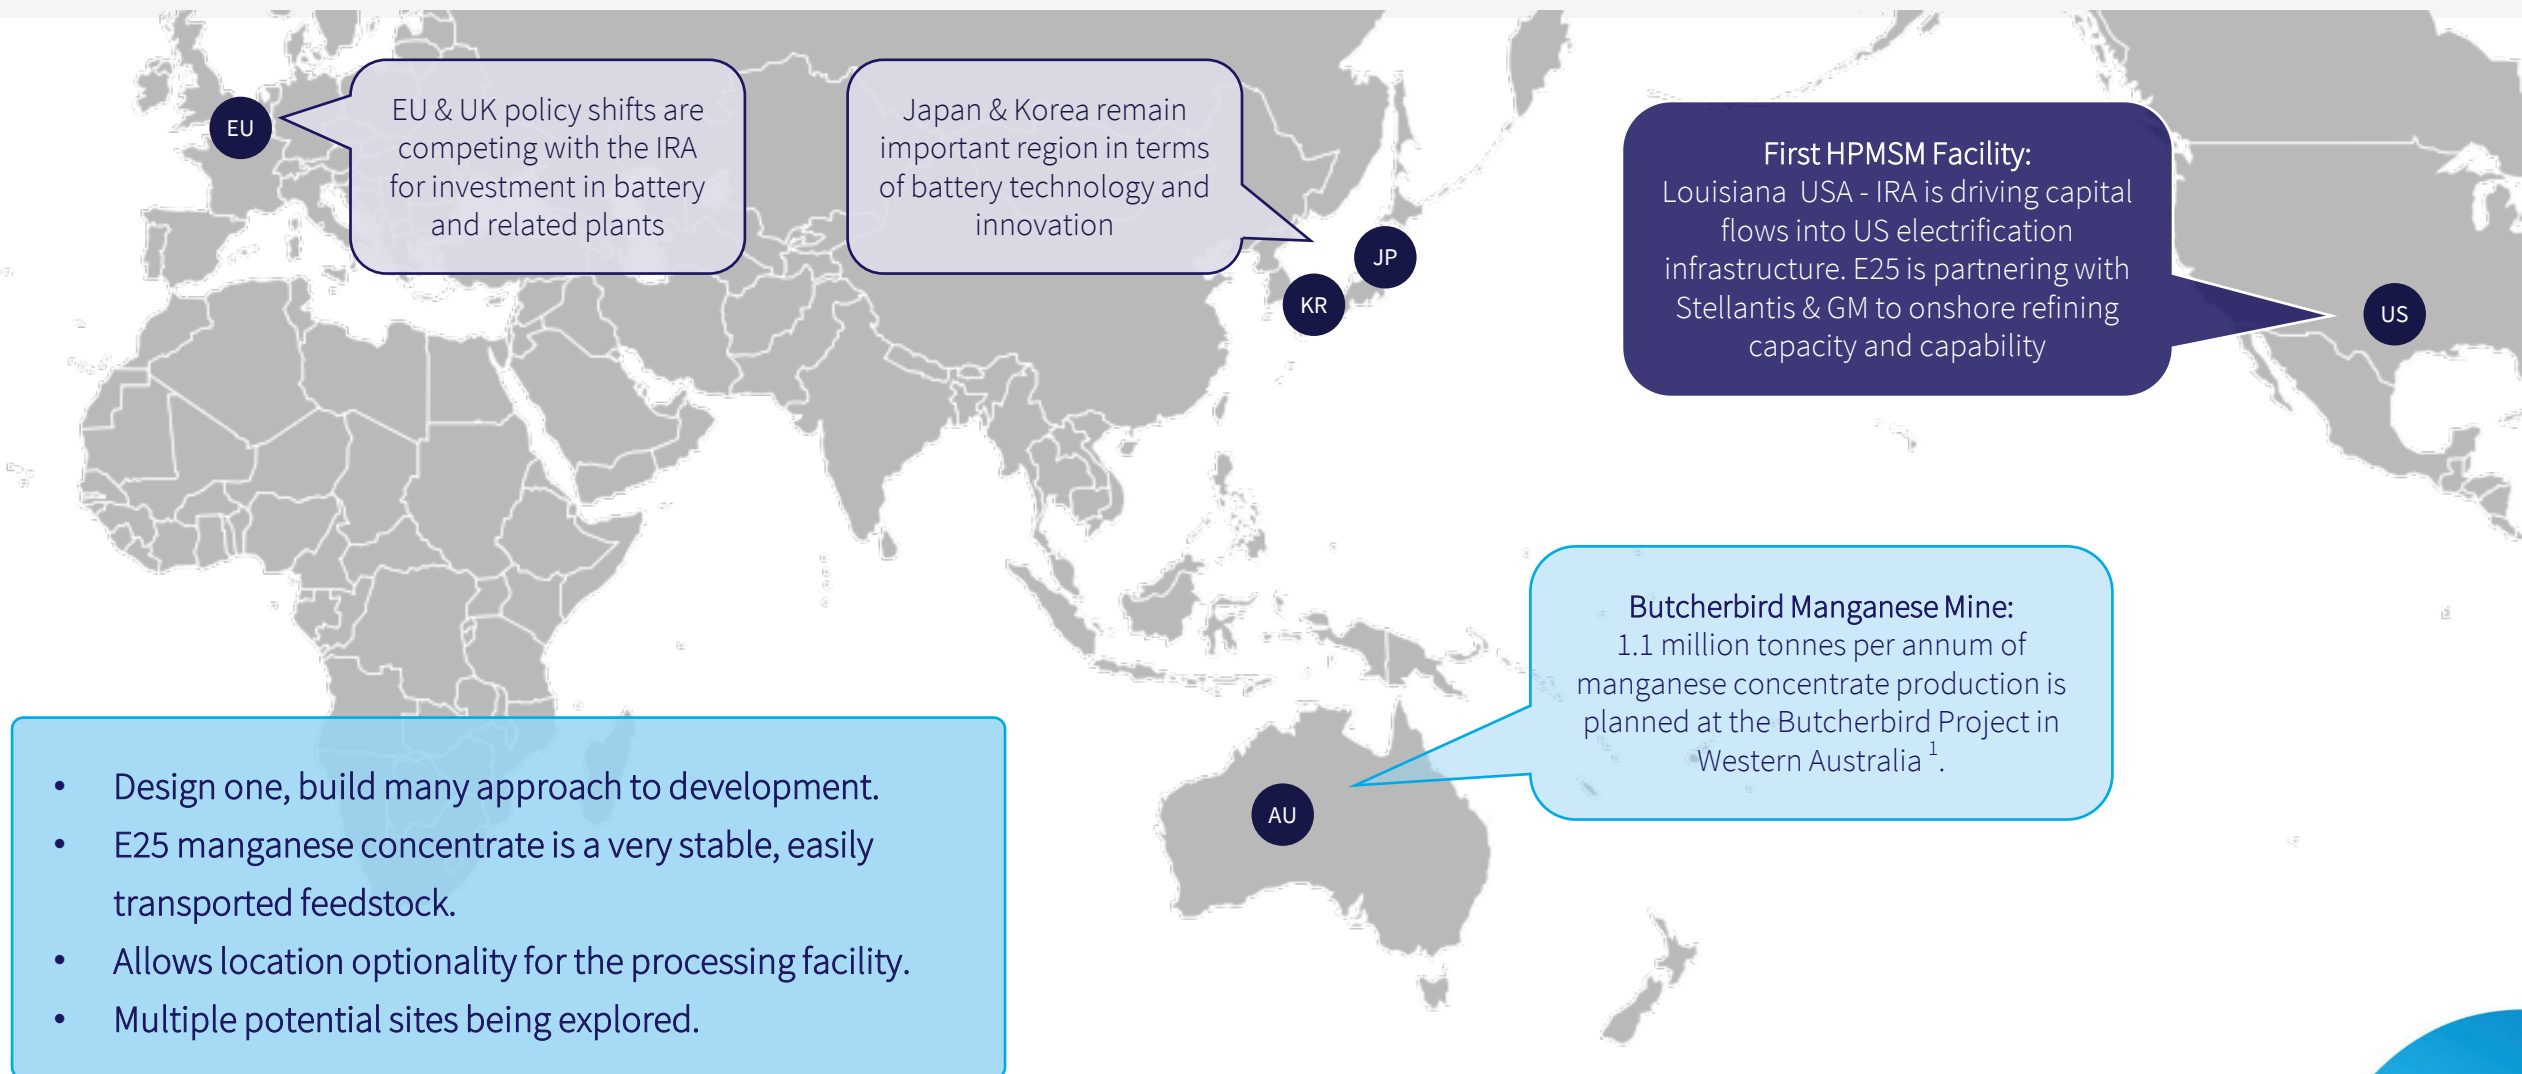 EU
EU & UK policy shifts are
competing with the IRA
for investment in battery
and related plants
Japan & Korea remain
important region in terms
of battery technology and
innovation
JP
KR
First HPMSM Facility:
Louisiana USA - IRA is driving capital
flows into US electrification
infrastructure. E25 is partnering with
Stellantis & GM to onshore refining
capacity and capability
US
Butcherbird Manganese Mine:
1.1 million tonnes per annum of
manganese concentrate production is
planned at the Butcherbird Project in
Western Australia 1.
AU
• Design one, build many approach to development.
• E25 manganese concentrate is a very stable, easily
transported feedstock.
• Allows location optionality for the processing facility.
• Multiple potential sites being explored.